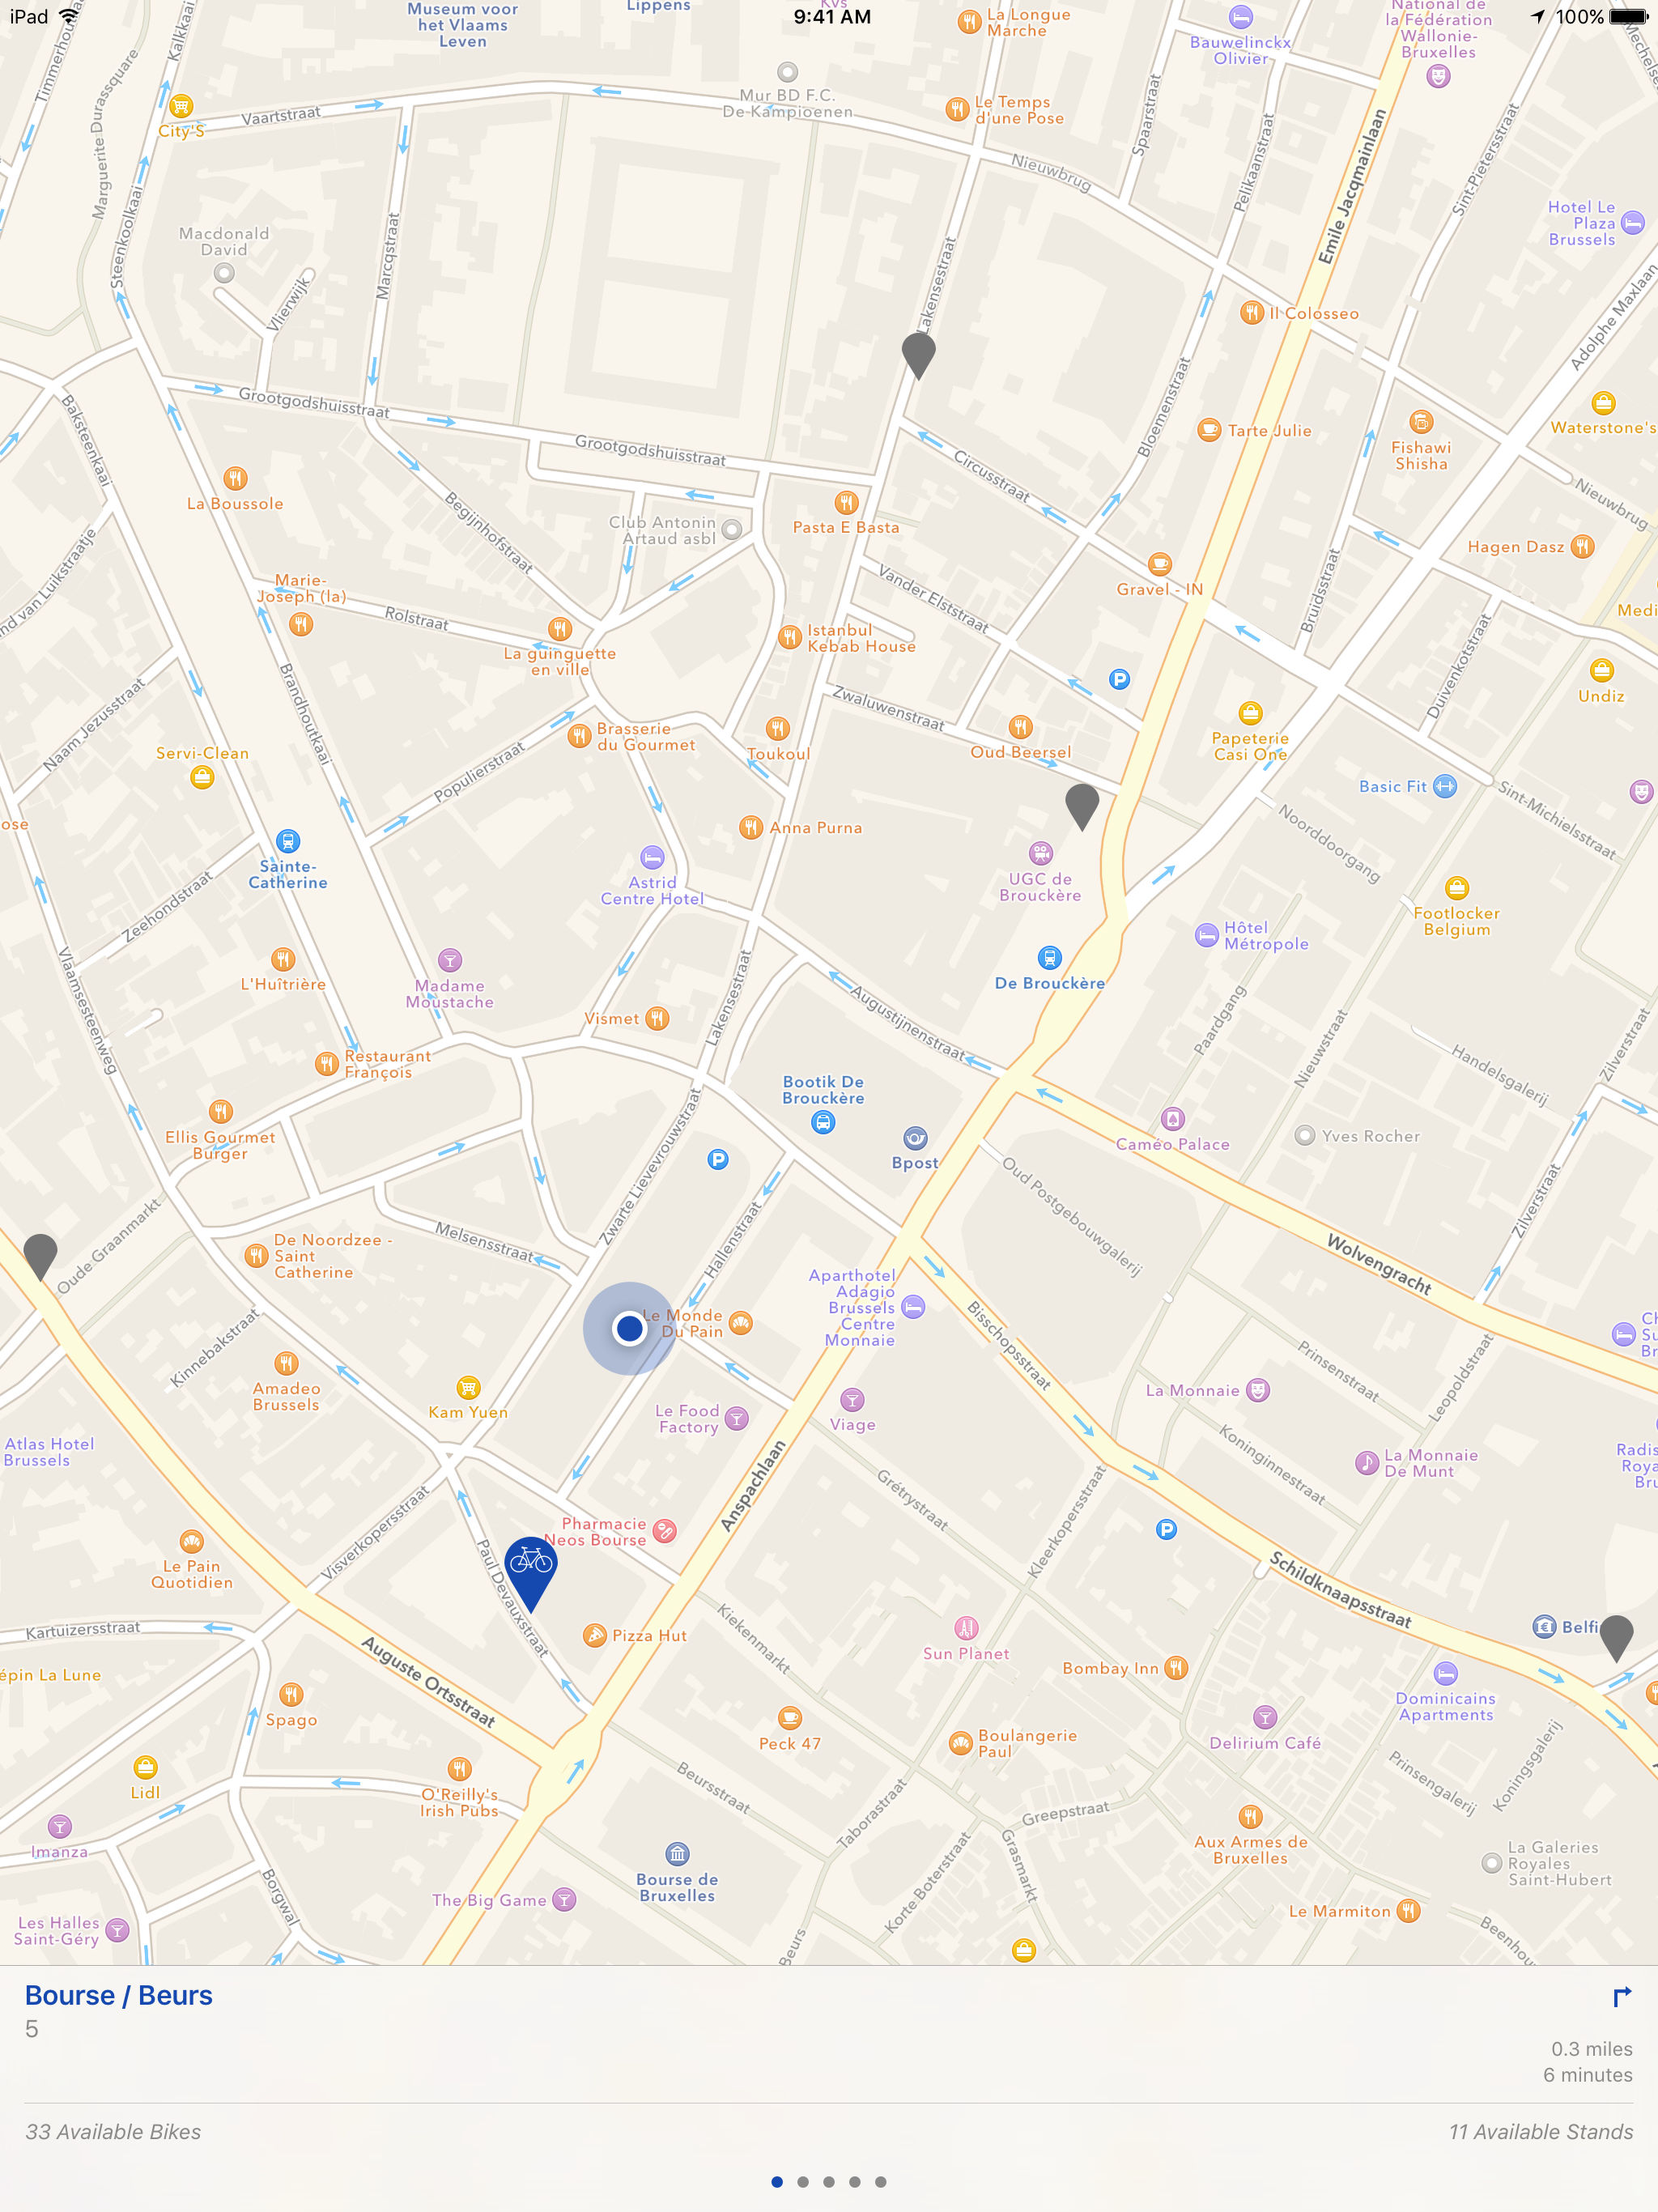 iPad
9:41 AM
100%
Museum voor
het Vlaams
Leven
Lippens
La Longue
Marche
Bauwelinckx
Olivier
National de
la Fédération
Wallonie-
Bruxelles
Timmerhout
Kalkkaai
Marguerite Durassquare
City'S
Vaartstraat
Mur BD F.C.
De Kampioenen
Le Temps
d'une Pose
Nieuwbrug
Spaarstraat
Pelikaanstraat
Emile Jacqmainlaan
Sint-Pietersstraat
Hotel Le
Plaza
Brussels
Adolphe Maxlaan
Macdonald
David
Vlierwijk
Steenkoolkaai
Marcqstraat
Lakensestraat
Il Colosseo
Waterstone's
Tarte Julie
Fishawi
Shisha
Bloemenstraat
Grootgodshuisstraat
Grootgodshuisstraat
Baksteenkaai
La Boussole
Begijnhofstraat
Club Antonin
Artaud asbl
Pasta E Basta
Circusstraat
Nieuwbrug
Hagen Dasz
Gravel - IN
Bruidsstraat
Vander Elststraat
Marie-
Joseph (la)
Rolstraat
La guinguette
en ville
Istanbul
Kebab House
Medi
Undiz
Duivenkotstraat
Naam Jezusstraat
Brandhoutkaai
Zwaluwenstraat
Servi-Clean
Populierstraat
Brasserie
du Gourmet
Toukoul
Oud Beersel
P
Papeterie
Casi One
Basic Fit
Sint-Michielsstraat
Noorddoorgang
ose
Anna Purna
Sainte-
Catherine
Astrid
Centre Hotel
UGC de
Brouckère
Footlocker
Belgium
Hôtel
Métropole
Zeehondstraat
Vlaamsesteenweg
L'Huîtrière
Madame
Moustache
De Brouckère
Vismet
Lakensestraat
Augustijnenstraat
Paardgang
Nieuwstraat
Handelsgalerij
Zilverstraat
Restaurant
François
Bootik De
Brouckère
Ellis Gourmet
Burger
Bpost
Caméo Palace
Yves Rocher
Zwarte Lievevrouwstraat
P
Oud Postgebouwgalerij
Zilverstraat
Oude Graanmarkt
De Noordzee -
Saint
Catherine
Melsensstraat
Hallenstraat
Wolvengracht
Aparthotel
Adagio
Brussels
Centre
Monnaie
Le Monde
Du Pain
Bisschopsstraat
Kinnebakstraat
Amadeo
Brussels
Kam Yuen
Prinsenstraat
Leopoldstraat
La Monnaie
Le Food
Factory
Viage
Atlas Hotel
Brussels
Koninginnestraat
La Monnaie
De Munt
Anspachlaan
Grétrystraat
Kleerkopersstraat
Visverkopersstraat
Pharmacie
Neos Bourse
P
Le Pain
Quotidien
Paul Devauxstraat
Schildknaapsstraat
Kartuizersstraat
Pizza Hut
Kiekenmarkt
Sun Planet
Bombay Inn
Belfi
Auguste Ortsstraat
épin La Lune
Spago
Dominicains
Apartments
Peck 47
Boulangerie
Paul
Delirium Café
Prinsengalerij
Koningsgalerij
Lidl
O'Reilly's
Irish Pubs
Beursstraat
Taborastraat
Greepstraat
Imanza
Aux Armes de
Bruxelles
La Galeries
Royales
Saint-Hubert
Grasmarkt
Korte Boterstraat
Bourse de
Bruxelles
The Big Game
Le Marmiton
Les Halles
Saint-Géry
Borgwal
Beurs
Beenhou
Bourse / Beurs
5
0.3 miles
6 minutes
33 Available Bikes
11 Available Stands